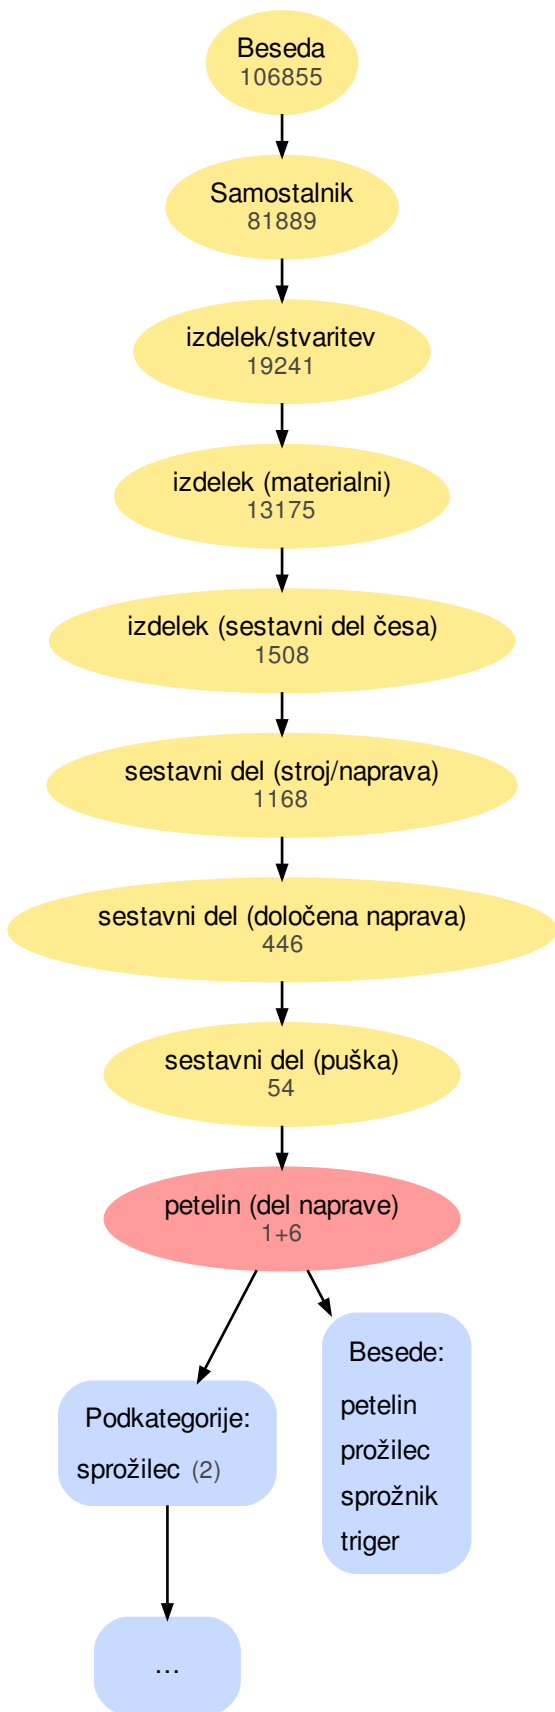 Beseda
106855
Samostalnik
81889
izdelek/stvaritev
19241
izdelek (materialni)
13175
izdelek (sestavni del česa)
1508
sestavni del (stroj/naprava)
1168
sestavni del (določena naprava)
446
sestavni del (puška)
54
petelin (del naprave)
1+6
Podkategorije:
sprožilec (2)
...
Besede:
petelin
prožilec
sprožnik
triger